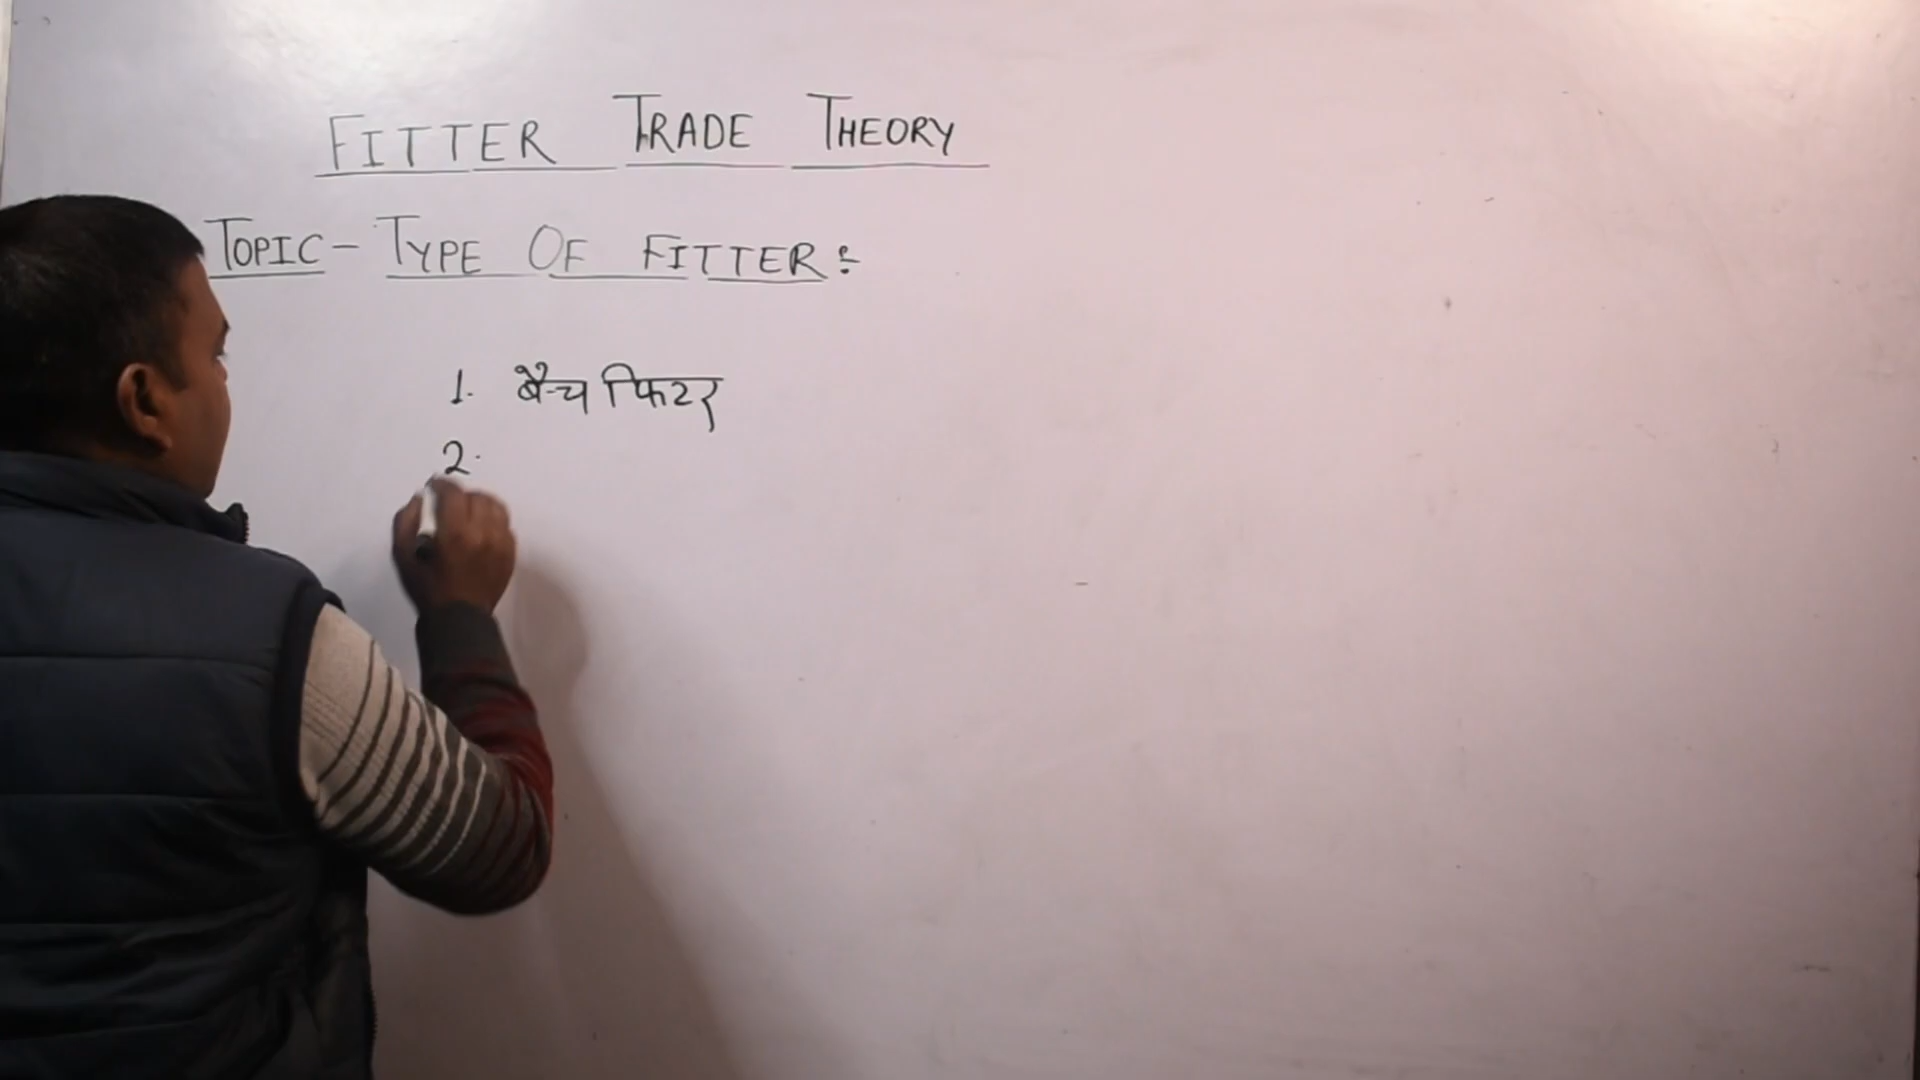 FITTER TRADE THEORY
TOPIC - TYPE OF FITTER :-
1. बैन्च फिटर
2.